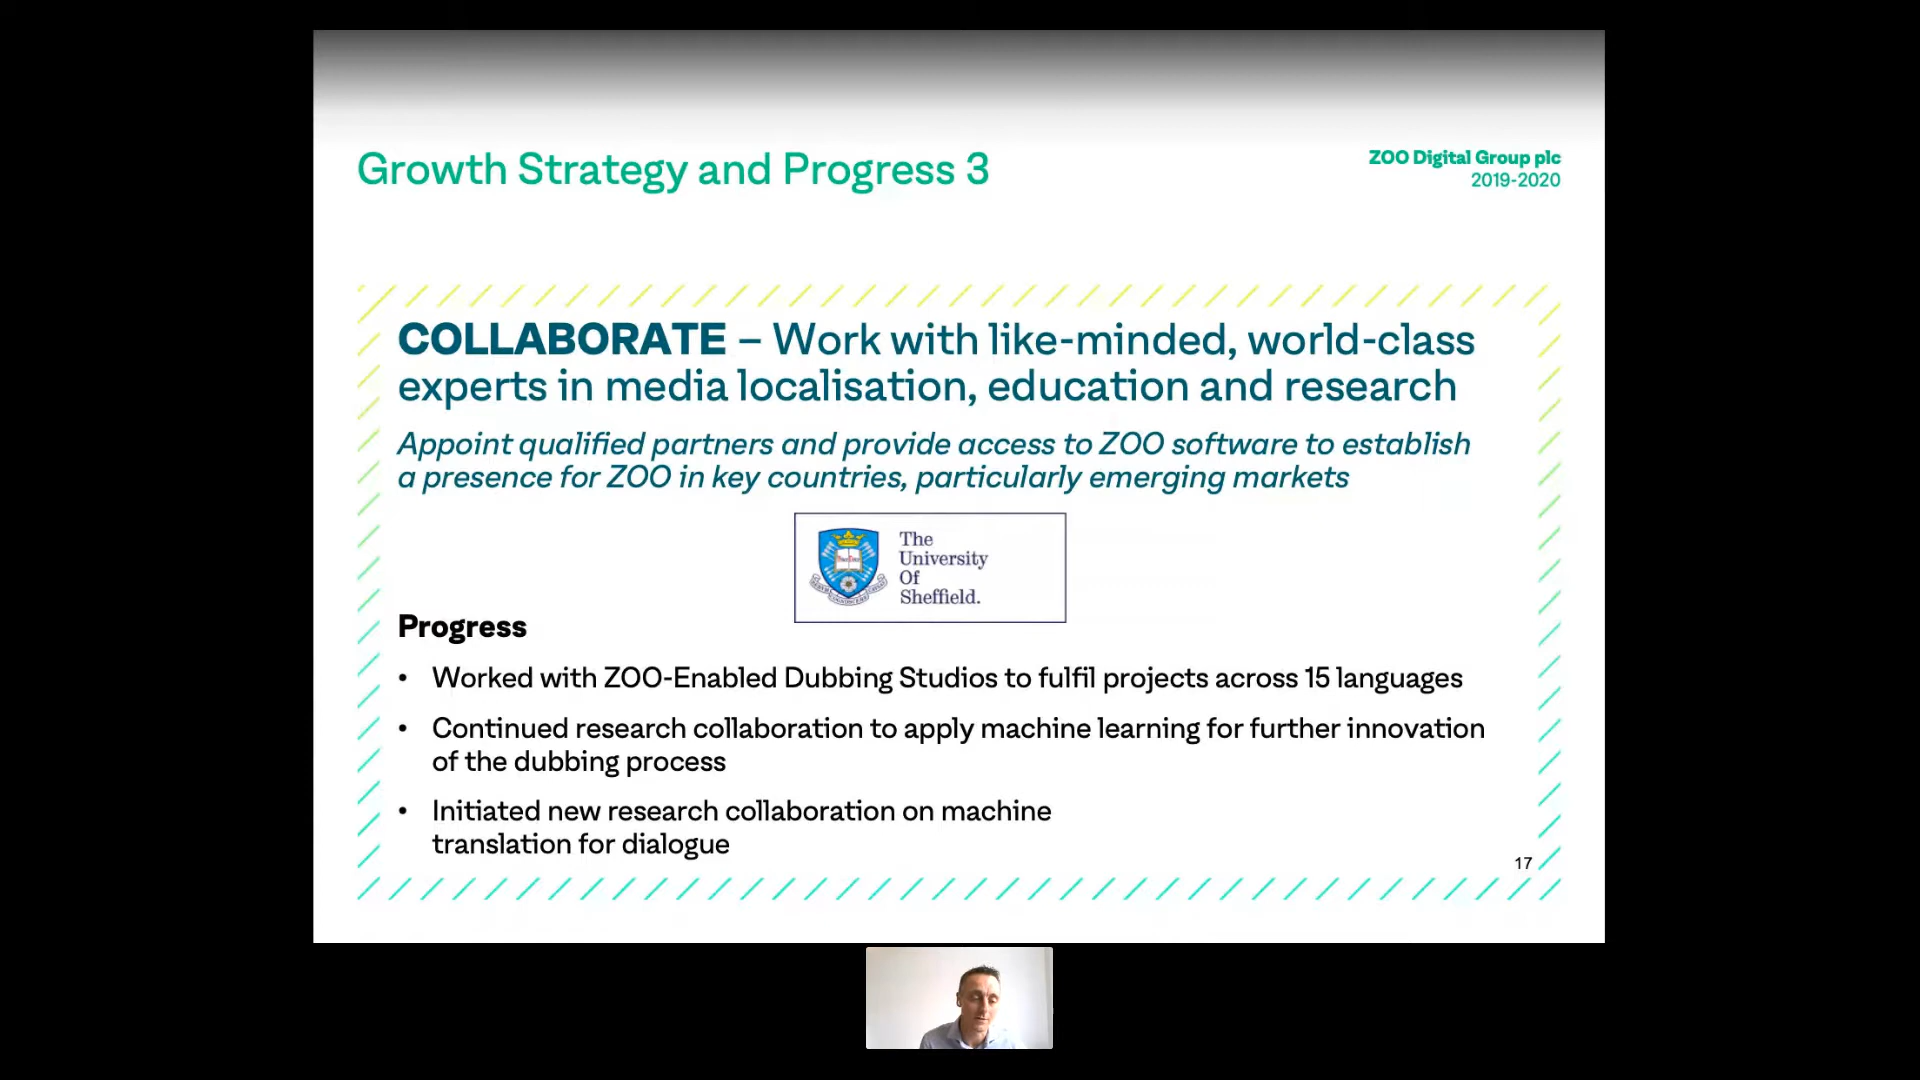 Growth Strategy and Progress 3
ZOO Digital Group plc
2019-2020
COLLABORATE – Work with like-minded, world-class
experts in media localisation, education and research
Appoint qualified partners and provide access to ZOO software to establish
a presence for ZOO in key countries, particularly emerging markets
The
University
Of
Sheffield.
Progress
• Worked with ZOO-Enabled Dubbing Studios to fulfil projects across 15 languages
• Continued research collaboration to apply machine learning for further innovation
of the dubbing process
• Initiated new research collaboration on machine
translation for dialogue
17